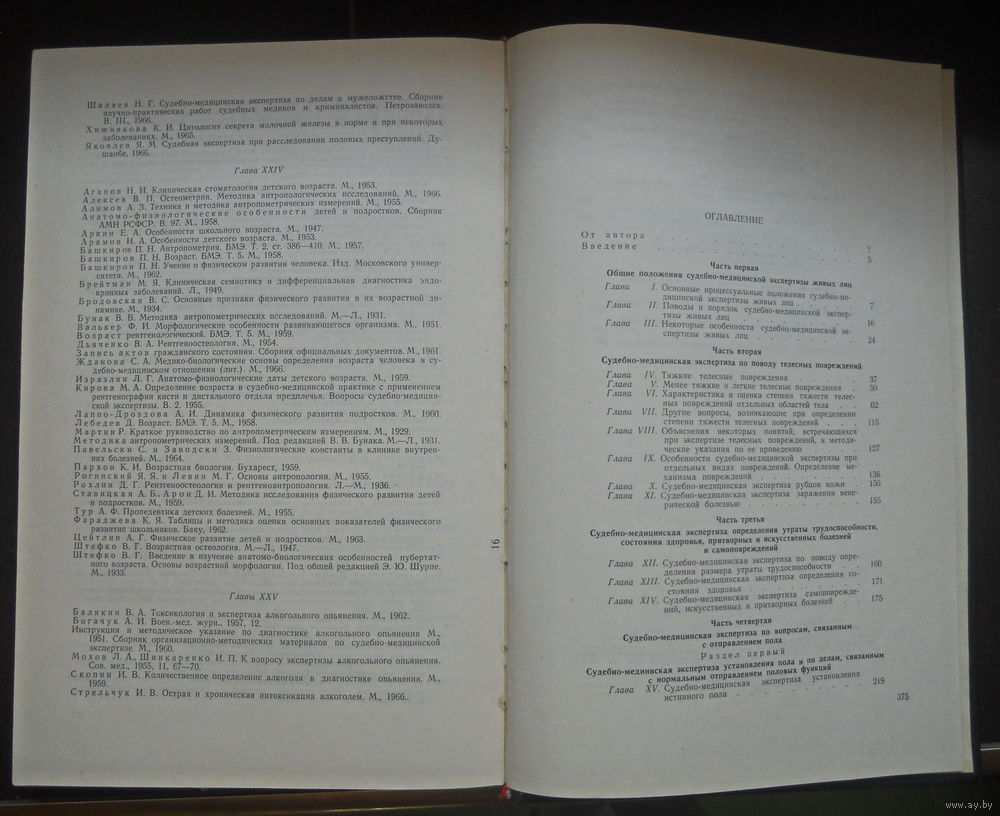 Шалаев Н. Г. Судебно-медицинская экспертиза по делам о мужеложстве. Сборник
научно-практических работ судебных медиков и криминалистов. Петрозаводск,
В. III., 1966.
Хижнякова К. И. Цитология секрета молочной железы в норме и при некоторых
заболеваниях. М., 1965.
Яковлев Я. М. Судебная экспертиза при расследовании половых преступлений. Ду-
шанбе, 1966.
Глава XXIV
Агапов Н. И. Клиническая стоматология детского возраста. М., 1953.
Алексеев В. П. Остеометрия. Методика антропологических исследований. М., 1966.
Алимов А. З. Техника и методика антропометрических измерений. М., 1955.
Анатомо-физиологические особенности детей и подростков. Сборник
АМН РСФСР. В. 97. М., 1958.
Аркин Е. А. Особенности школьного возраста. М., 1947.
Арямов И. А. Особенности детского возраста. М., 1953.
Башкиров П. Н. Антропометрия. БМЭ. Т. 2, ст. 386—410. М., 1957.
Башкиров П. Н. Возраст. БМЭ. Т. 5. М., 1958.
Башкиров П. Н. Учение о физическом развитии человека. Изд. Московского универ-
ситета. М., 1962.
Брейтман М. Я. Клиническая семиотика и дифференциальная диагностика эндо-
кринных заболеваний. Л., 1949.
Бродовская В. С. Основные признаки физического развития в их возрастной ди-
намике. М., 1934.
Бунак В. В. Методика антропометрических исследований. М.—Л., 1931.
Валькер Ф. И. Морфологические особенности развивающегося организма. М., 1951.
Возраст рентгенологический. БМЭ. Т. 5. М., 1959.
Дьяченко В. А. Рентгеноостеология. М., 1954.
Запись актов гражданского состояния. Сборник официальных документов. М., 1961.
Жданова С. А. Медико-биологические основы определения возраста человека в су-
дебно-медицинском отношении (лит.). М., 1966.
Израэлян Л. Г. Анатомо-физиологические даты детского возраста. М., 1959.
Кирова М. А. Определение возраста в судебно-медицинской практике с применением
рентгенографии кисти и дистального отдела предплечья. Вопросы судебно-медицин-
ской экспертизы. В. 2. 1955.
Лаппо-Дроздова А. И. Динамика физического развития подростков. М., 1960.
Лебедев Д. Возраст. БМЭ. Т. 5. М., 1958.
Мартин Р. Краткое руководство по антропометрическим измерениям. М., 1929.
Методика антропометрических измерений. Под редакцией В. В. Бунака. М.—Л., 1931.
Павельски С. и Заводски З. Физиологические константы в клинике внутрен-
них болезней. М., 1964.
Пархон К. И. Возрастная биология. Бухарест, 1959.
Рогинский Я. Я. и Левин М. Г. Основы антропологии. М., 1955.
Рохлин Д. Г. Рентгеноостеология и рентгеноантропология. Л.—М., 1936.
Ставицкая А. Б., Арон Д. И. Методика исследования физического развития детей
и подростков. М., 1959.
Тур А. Ф. Пропедевтика детских болезней. М., 1955.
Фараджева К. Я. Таблицы и методика оценки основных показателей физического
развития школьников. Баку, 1962.
Цейтлин А. Г. Физическое развитие детей и подростков. М., 1963.
Штефко В. Г. Возрастная остеология. М.—Л., 1947.
Штефко В. Г. Введение в изучение анатомо-биологических особенностей пубертат-
ного возраста. Основы возрастной морфологии. Под общей редакцией Э. Ю. Шурпе.
М., 1933.
Главы XXV
Балякин В. А. Токсикология и экспертиза алкогольного опьянения. М., 1962.
Богачук А. И. Воен.-мед. журн., 1957, 12.
Инструкция и методическое указание по диагностике алкогольного опьянения М.,
1951. Сборник организационно-методических материалов по судебно-медицинской
экспертизе. М., 1960.
Мохов Л. А., Шинкаренко И. П. К вопросу экспертизы алкогольного опьянения.
Сов. мед., 1955, 11, 67—70.
Скопин И. В. Количественное определение алкоголя в диагностике опьянения. М.,
1959.
Стрельчук И. В. Острая и хроническая интоксикация алкоголем. М., 1966..
16
ОГЛАВЛЕНИЕ
От автора
Введение 5
Часть первая
Общие положения судебно-медицинской экспертизы живых лиц
Глава I. Основные процессуальные положения судебно-ме-
дицинской экспертизы живых лиц 7
Глава II. Поводы и порядок судебно-медицинской экспер-
тизы живых лиц 16
Глава III. Некоторые особенности судебно-медицинской эк-
спертизы живых лиц 24
Часть вторая
Судебно-медицинская экспертиза по поводу телесных повреждений
Глава IV. Тяжкие телесные повреждения 37
Глава V. Менее тяжкие и легкие телесные повреждения 59
Глава VI. Характеристика и оценка степени тяжести телес-
ных повреждений отдельных областей тела 62
Глава VII. Другие вопросы, возникающие при определении
степени тяжести телесных повреждений 115
Глава VIII. Объяснения некоторых понятий, встречающихся
при экспертизе телесных повреждений, и методи-
ческие указания по ее проведению 127
Глава IX. Особенности судебно-медицинской экспертизы при
отдельных видах повреждений. Определение ме-
ханизма повреждений 136
Глава X. Судебно-медицинская экспертиза рубцов кожи 150
Глава XI. Судебно-медицинская экспертиза заражения вене-
рической болезнью 155
Часть третья
Судебно-медицинская экспертиза определения утраты трудоспособности,
состояния здоровья, притворных и искусственных болезней
и самоповреждений
Глава XII. Судебно-медицинская экспертиза по поводу опре-
деления размера утраты трудоспособности 160
Глава XIII. Судебно-медицинская экспертиза определения со-
стояния здоровья 171
Глава XIV. Судебно-медицинская экспертиза самоповрежде-
ний, искусственных и притворных болезней 175
Часть четвертая
Судебно-медицинская экспертиза по вопросам, связанным
с отправлением пола
Раздел первый
Судебно-медицинская экспертиза установления пола и по делам, связанным
с нормальным отправлением половых функций
Глава XV. Судебно-медицинская экспертиза установления
истинного пола 219
375
www.ay.by